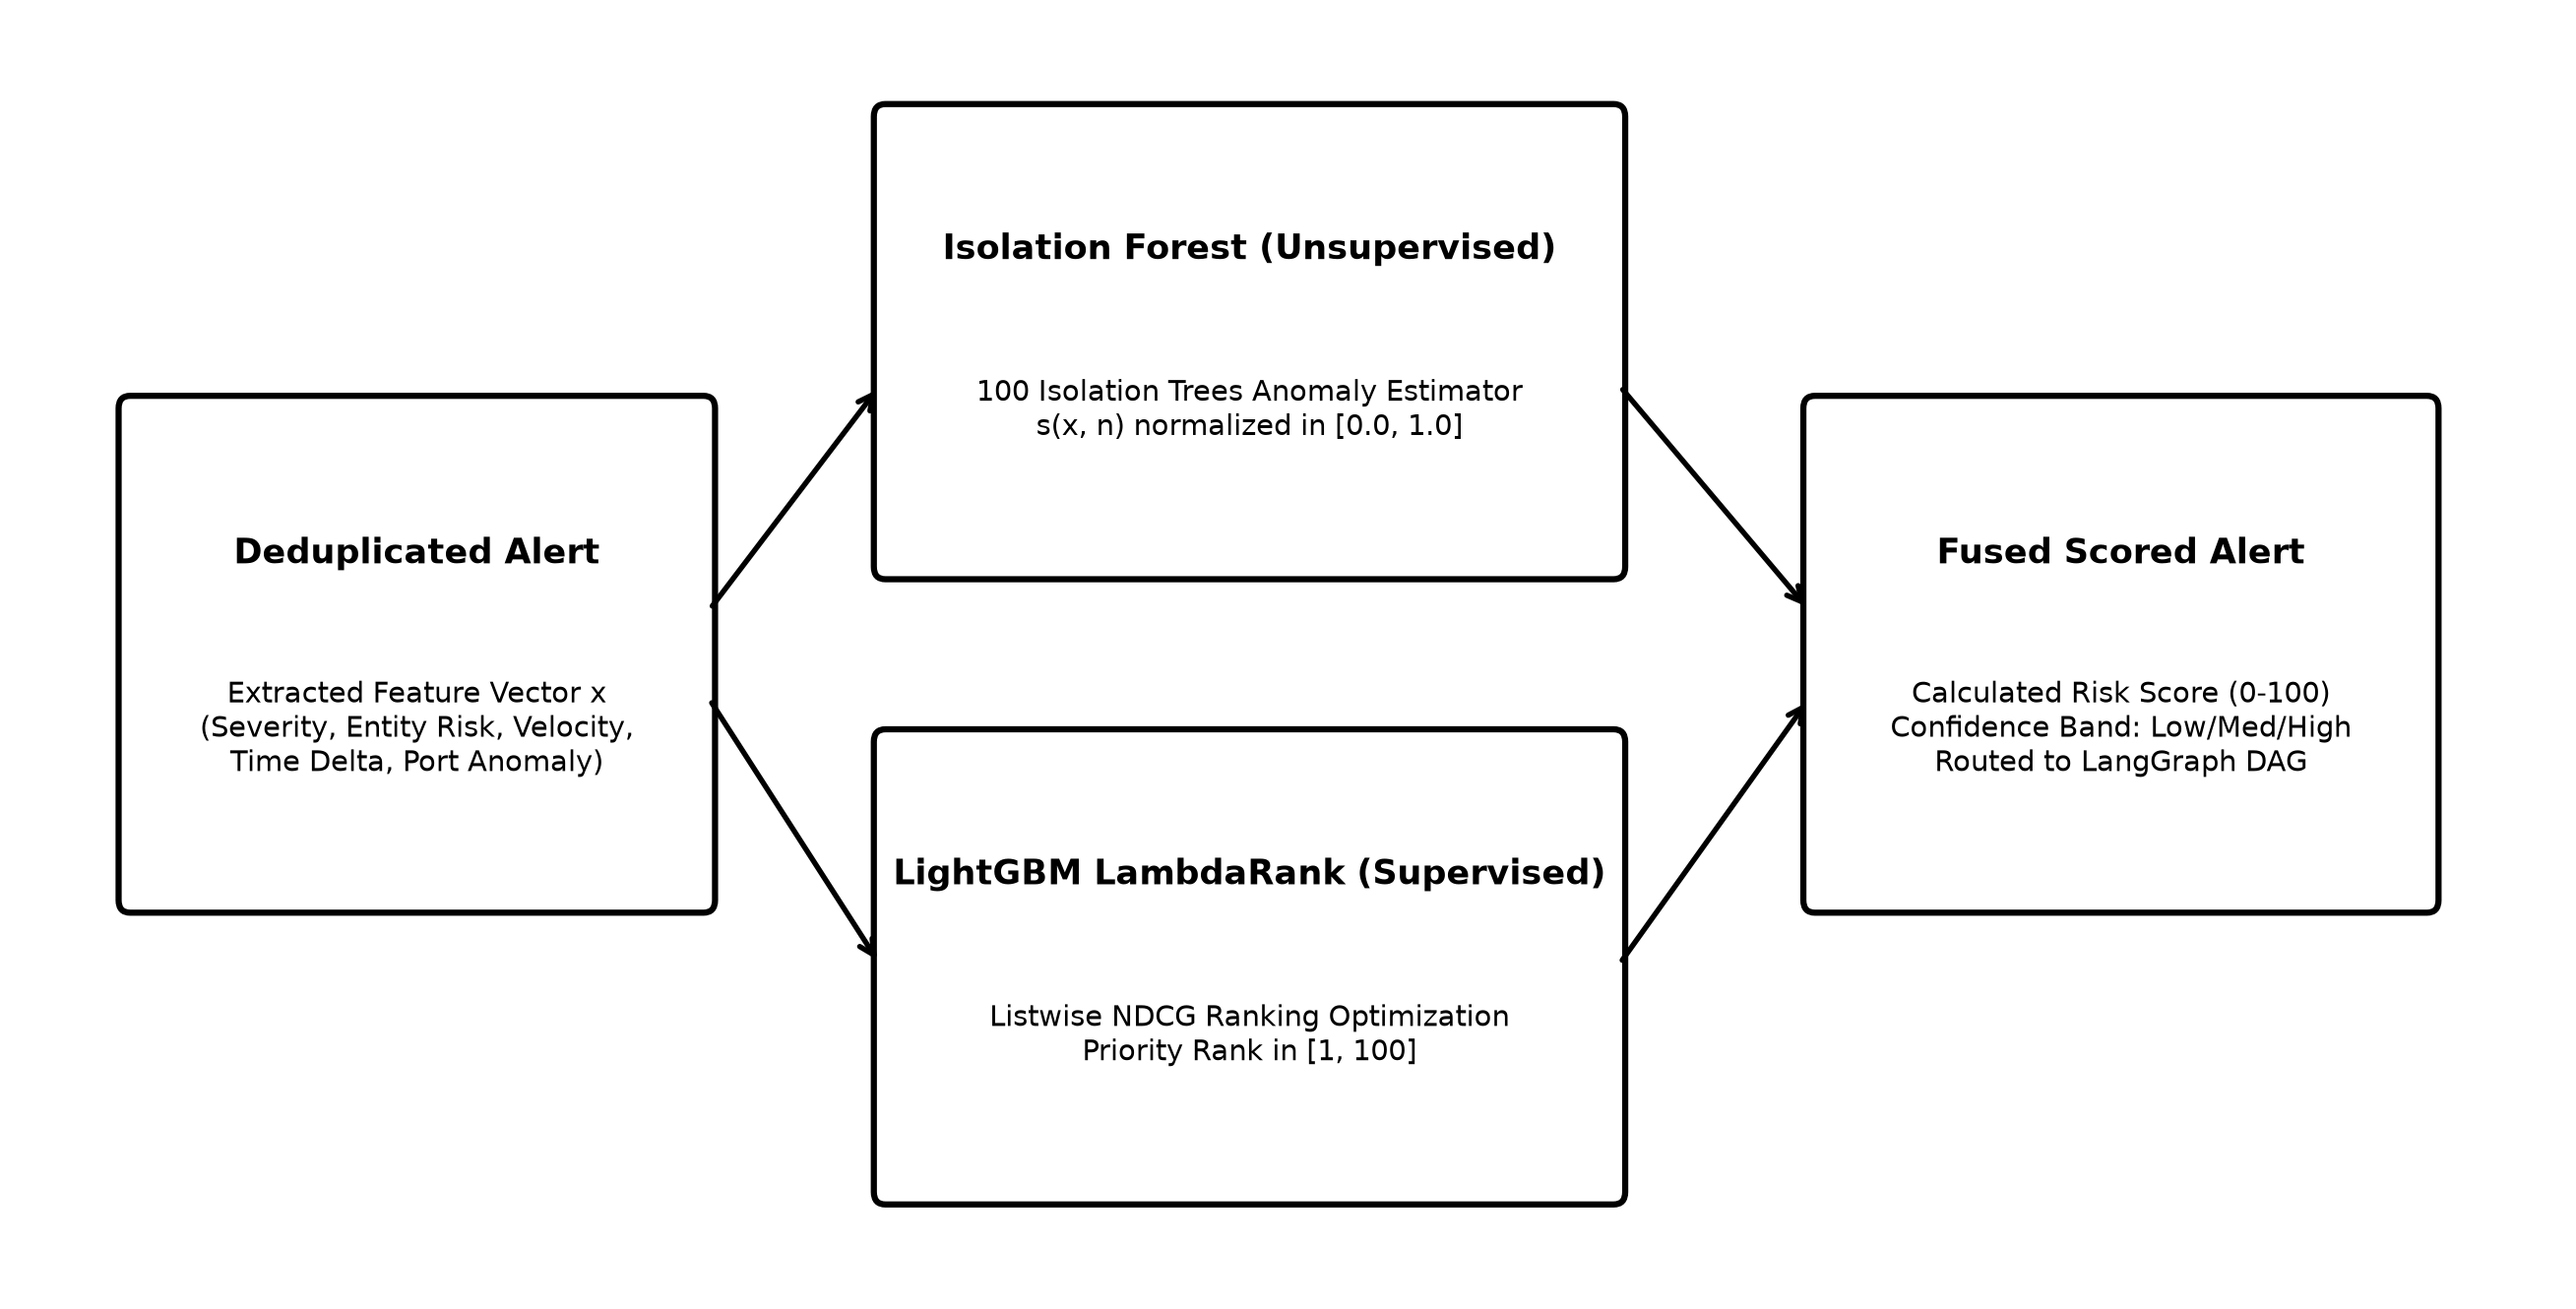 Deduplicated Alert
Extracted Feature Vector x
(Severity, Entity Risk, Velocity,
Time Delta, Port Anomaly)
Isolation Forest (Unsupervised)
100 Isolation Trees Anomaly Estimator
s(x, n) normalized in [0.0, 1.0]
LightGBM LambdaRank (Supervised)
Listwise NDCG Ranking Optimization
Priority Rank in [1, 100]
Fused Scored Alert
Calculated Risk Score (0-100)
Confidence Band: Low/Med/High
Routed to LangGraph DAG